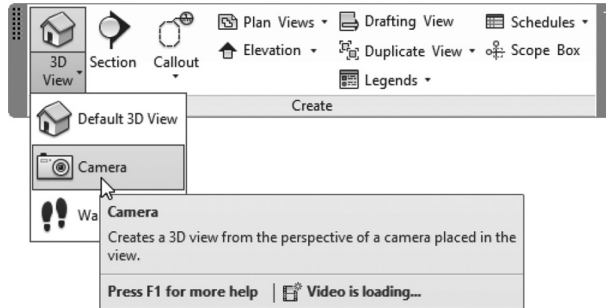 3D View
Section
Callout
Plan Views
Elevation
Drafting View
Duplicate View
Legends
Schedules
Scope Box
Create
Default 3D View
Camera
Wa
Camera
Creates a 3D view from the perspective of a camera placed in the
view.
Press F1 for more help
Video is loading...